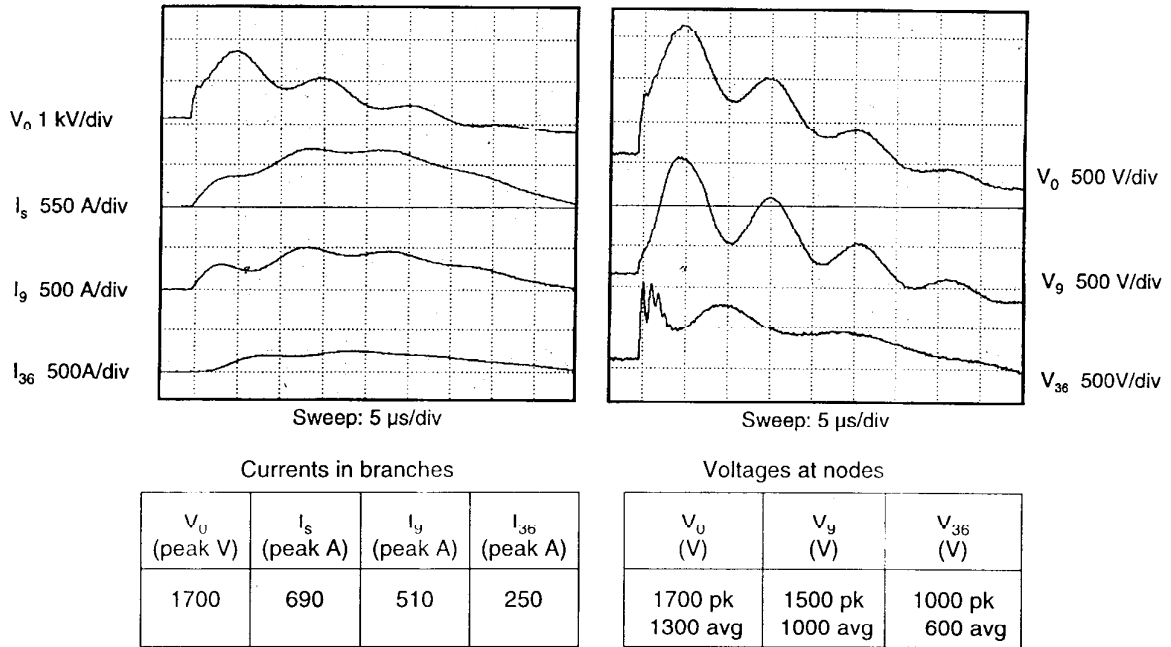 V₀ 1 kV/div
Iₛ 550 A/div
I₉ 500 A/div
I₃₆ 500A/div
Sweep: 5 µs/div
V₀ 500 V/div
V₉ 500 V/div
V₃₆ 500V/div
Sweep: 5 µs/div
Currents in branches
V₀ Iₛ I₉ I₃₆
(peak V) (peak A) (peak A) (peak A)
1700 690 510 250
Voltages at nodes
V₀ V₉ V₃₆
(V) (V) (V)
1700 pk 1500 pk 1000 pk
1300 avg 1000 avg 600 avg